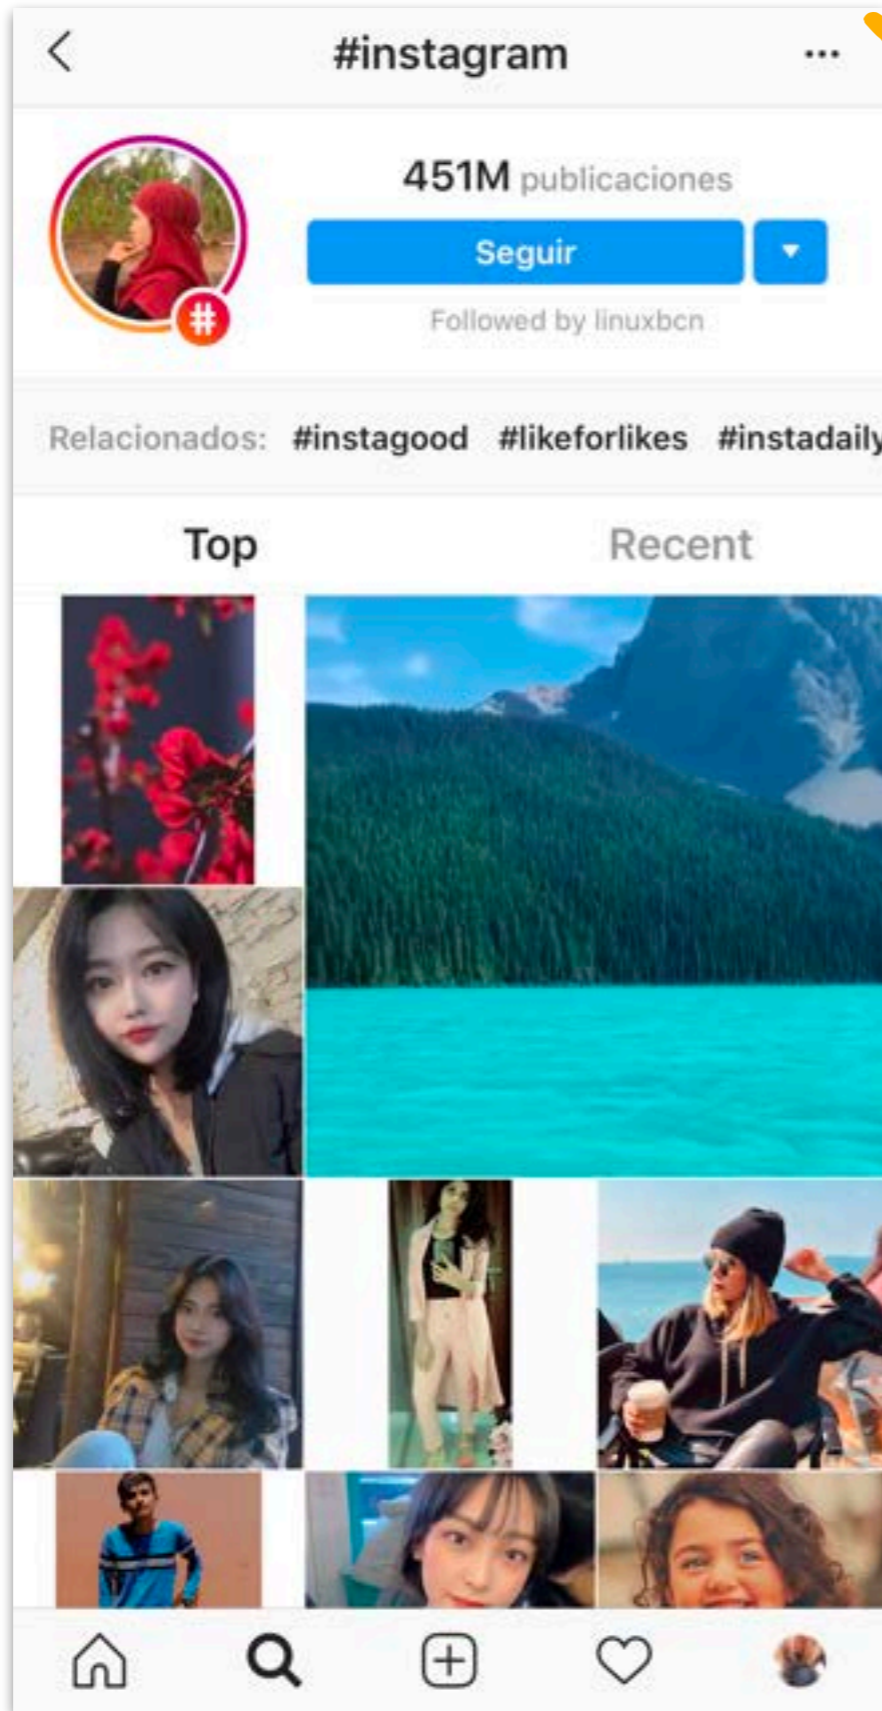 #instagram
451M publicaciones
Seguir
Followed by linuxbcn
#
Relacionados: #instagood #likeforlikes #instadaily
Top Recent